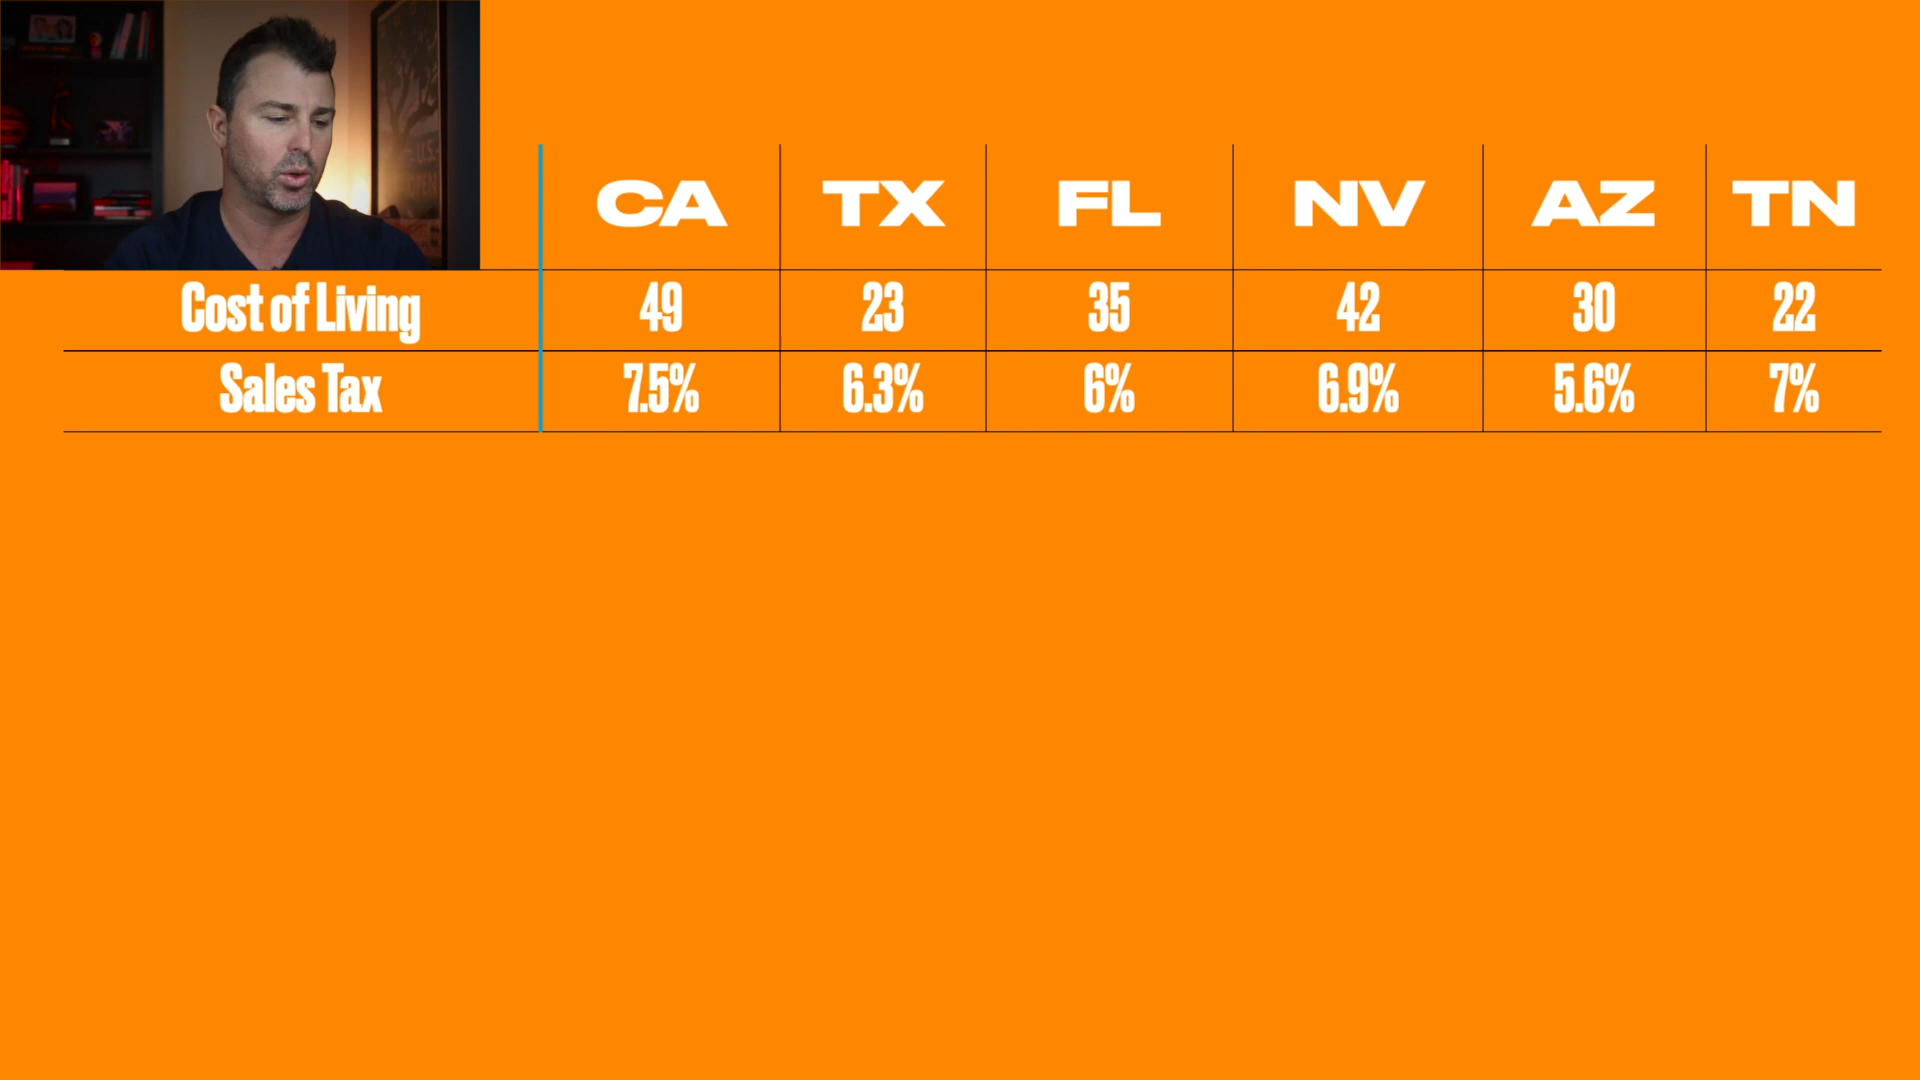 U.S.
OPEN
CA TX FL NV AZ TN
Cost of Living 49 23 35 42 30 22
Sales Tax 7.5% 6.3% 6% 6.9% 5.6% 7%